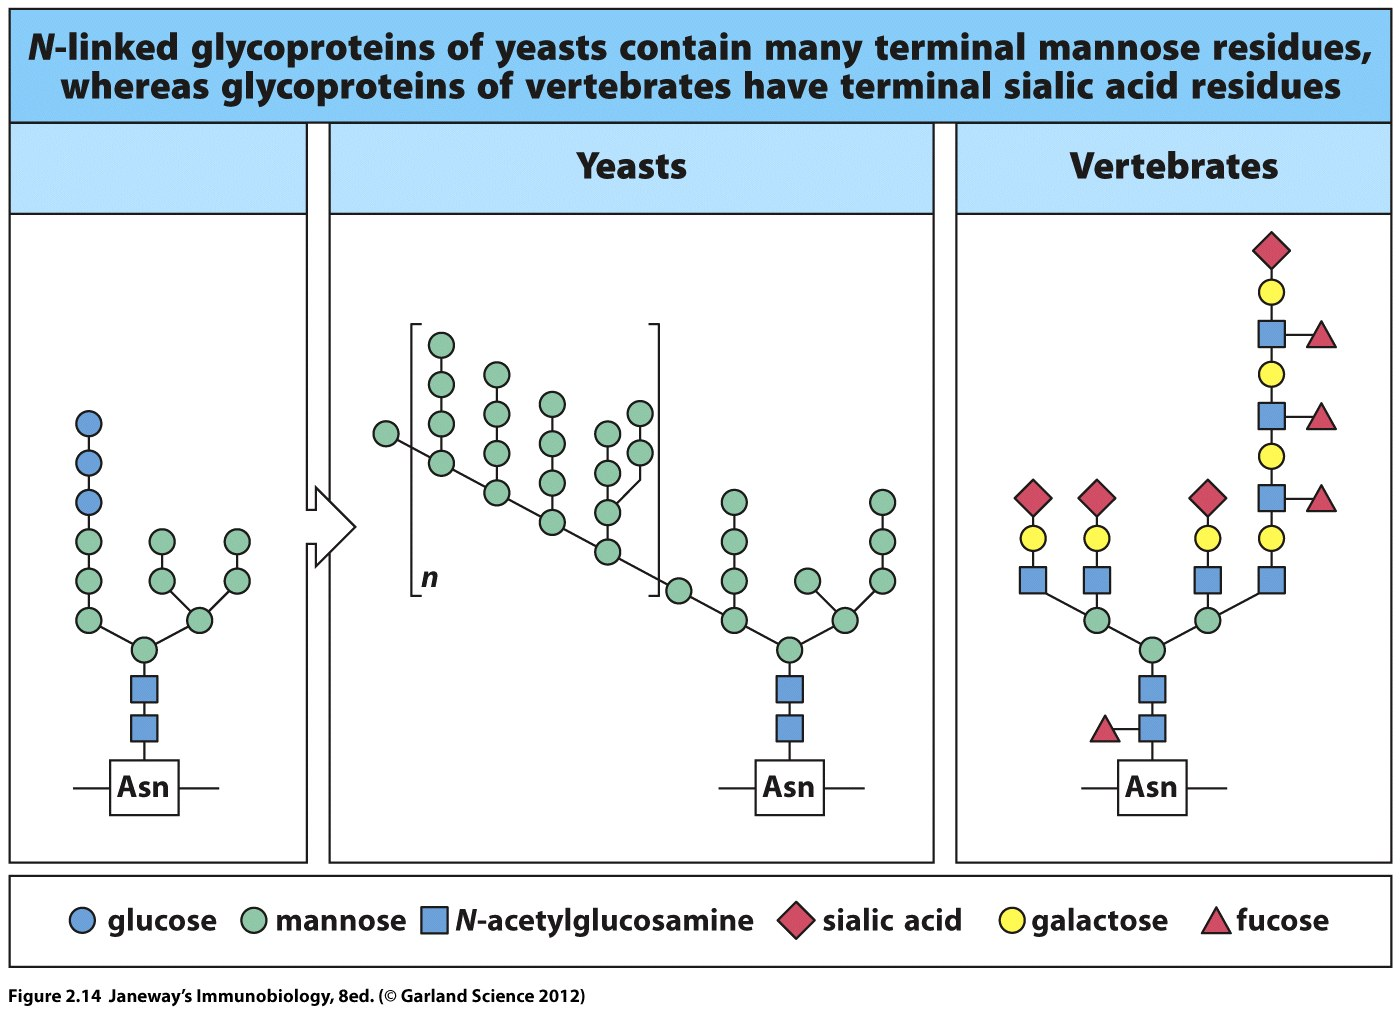 N-linked glycoproteins of yeasts contain many terminal mannose residues,
whereas glycoproteins of vertebrates have terminal sialic acid residues
Yeasts
Vertebrates
n
Asn
Asn
Asn
glucose
mannose
N-acetylglucosamine
sialic acid
galactose
fucose
Figure 2.14 Janeway’s Immunobiology, 8ed. (© Garland Science 2012)